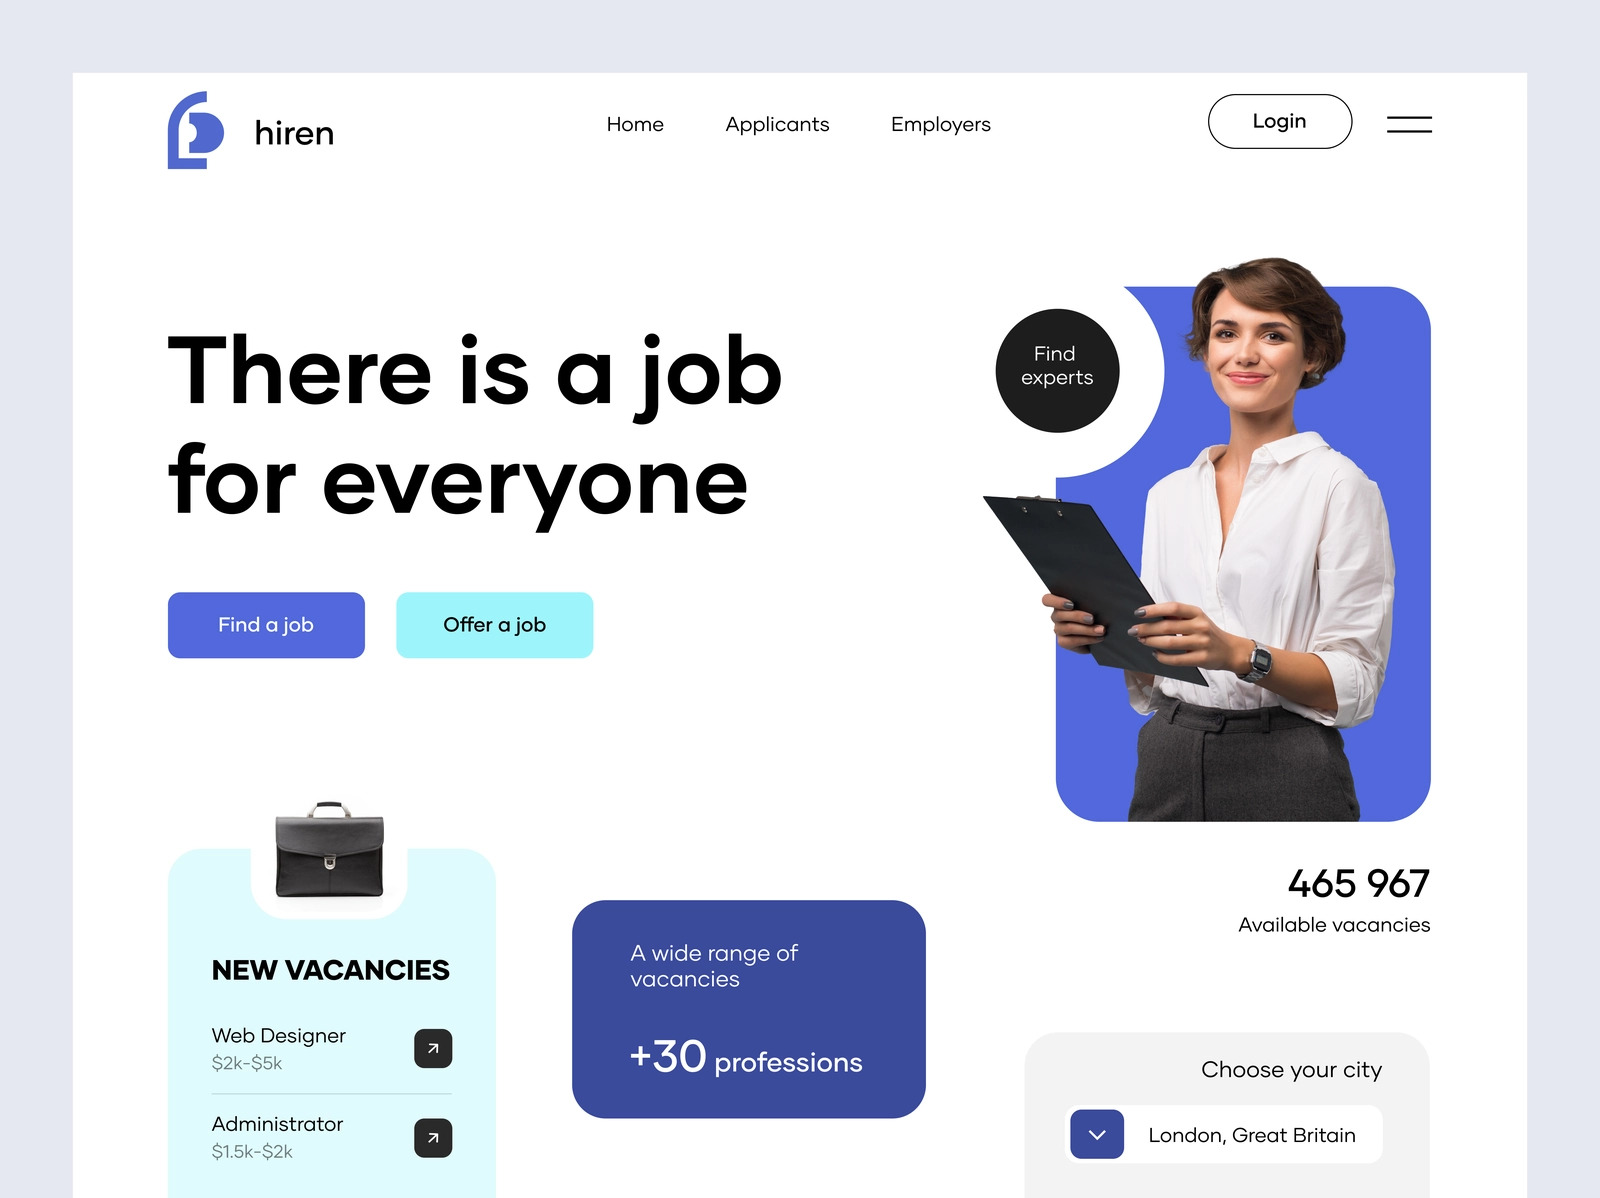 hiren
Home
Applicants
Employers
Login
There is a job
for everyone
Find
experts
Find a job
Offer a job
465 967
Available vacancies
NEW VACANCIES
Web Designer
$2k-$5k
Administrator
$1.5k-$2k
A wide range of
vacancies
+30 professions
Choose your city
London, Great Britain